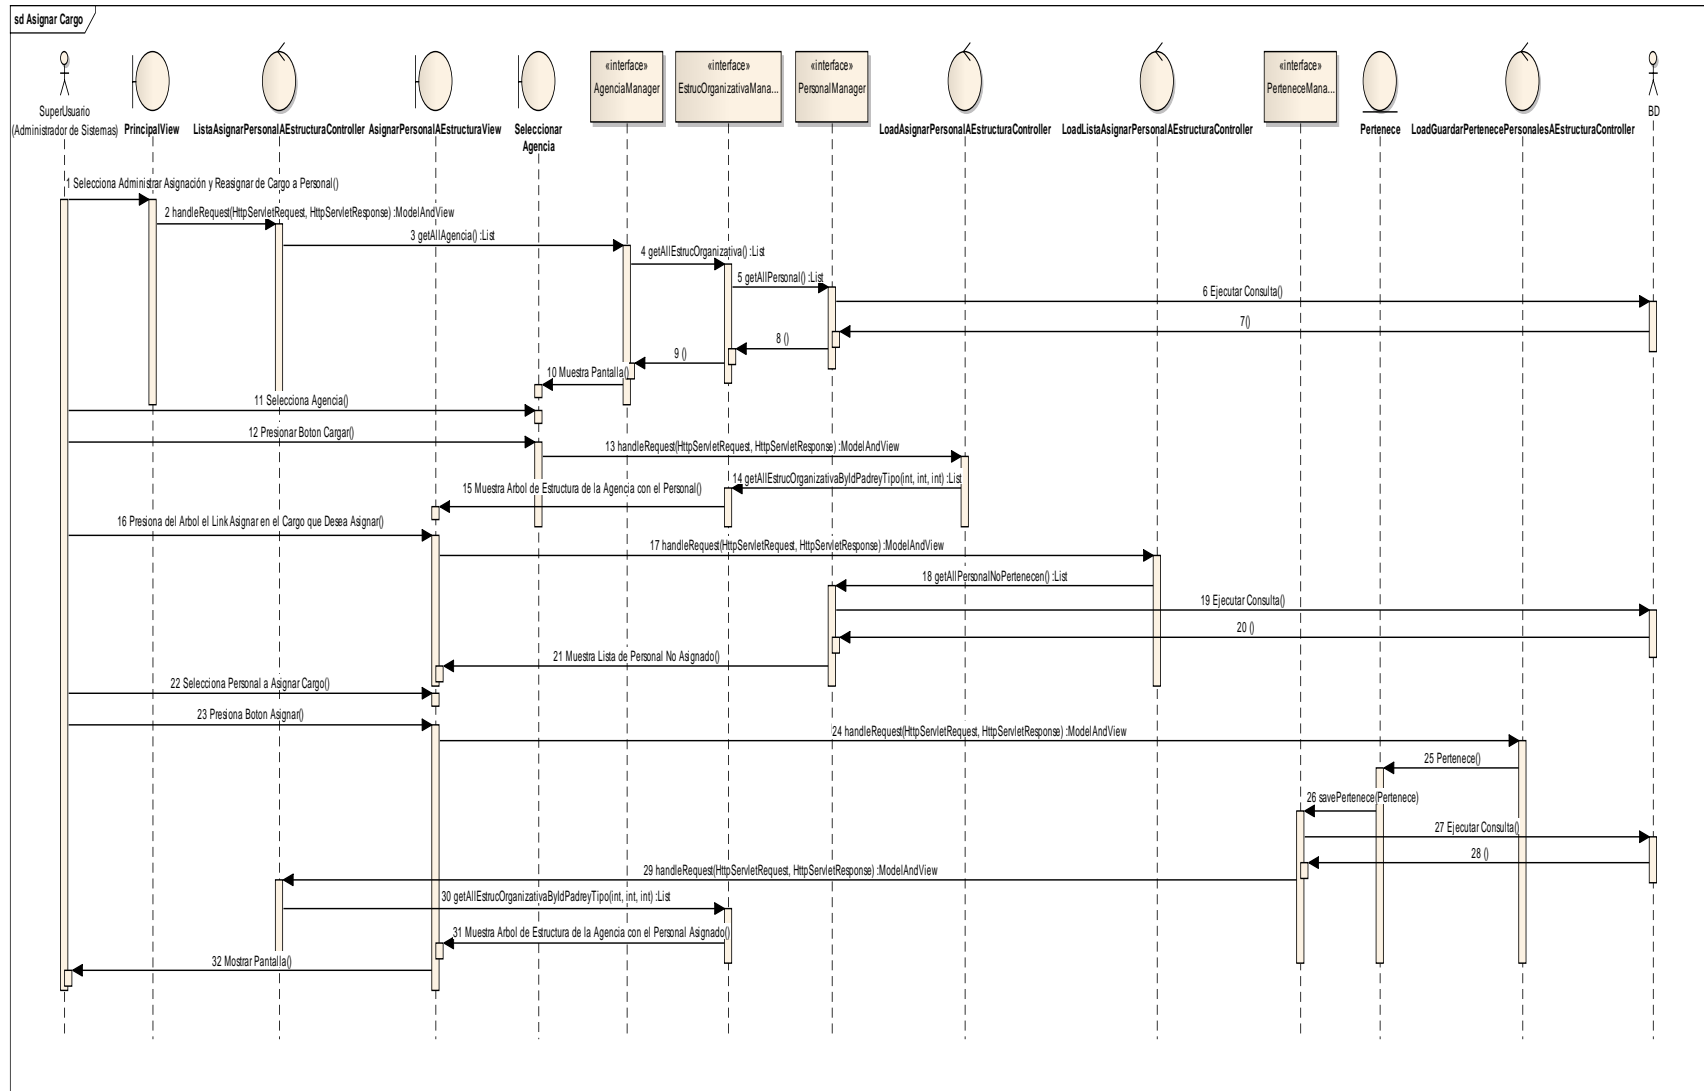 sd Asignar Cargo
SuperUsuario
(Administrador de Sistemas)
PrincipalView
ListaAsignarPersonalAEstructuraController
AsignarPersonalAEstructuraView
Seleccionar
Agencia
«interface»
AgenciaManager
«interface»
EstrucOrganizativaMana...
«interface»
PersonalManager
LoadAsignarPersonalAEstructuraController
LoadListaAsignarPersonalAEstructuraController
«interface»
PerteneceMana...
Pertenece
LoadGuardarPertenecePersonalesAEstructuraController
BD
1 Selecciona Administrar Asignación y Reasignar de Cargo a Personal()
2 handleRequest(HttpServletRequest, HttpServletResponse) :ModelAndView
3 getAllAgencia() :List
4 getAllEstrucOrganizativa() :List
5 getAllPersonal() :List
6 Ejecutar Consulta()
7()
8 ()
9 ()
10 Muestra Pantalla()
11 Selecciona Agencia()
12 Presionar Boton Cargar()
13 handleRequest(HttpServletRequest, HttpServletResponse) :ModelAndView
14 getAllEstrucOrganizativaByIdPadreyTipo(int, int, int) :List
15 Muestra Arbol de Estructura de la Agencia con el Personal()
16 Presiona del Arbol el Link Asignar en el Cargo que Desea Asignar()
17 handleRequest(HttpServletRequest, HttpServletResponse) :ModelAndView
18 getAllPersonalNoPertenecen() :List
19 Ejecutar Consulta()
20 ()
21 Muestra Lista de Personal No Asignado()
22 Selecciona Personal a Asignar Cargo()
23 Presiona Boton Asignar()
24 handleRequest(HttpServletRequest, HttpServletResponse) :ModelAndView
25 Pertenece()
26 savePertenece(Pertenece)
27 Ejecutar Consulta()
28 ()
29 handleRequest(HttpServletRequest, HttpServletResponse) :ModelAndView
30 getAllEstrucOrganizativaByIdPadreyTipo(int, int, int) :List
31 Muestra Arbol de Estructura de la Agencia con el Personal Asignado()
32 Mostrar Pantalla()